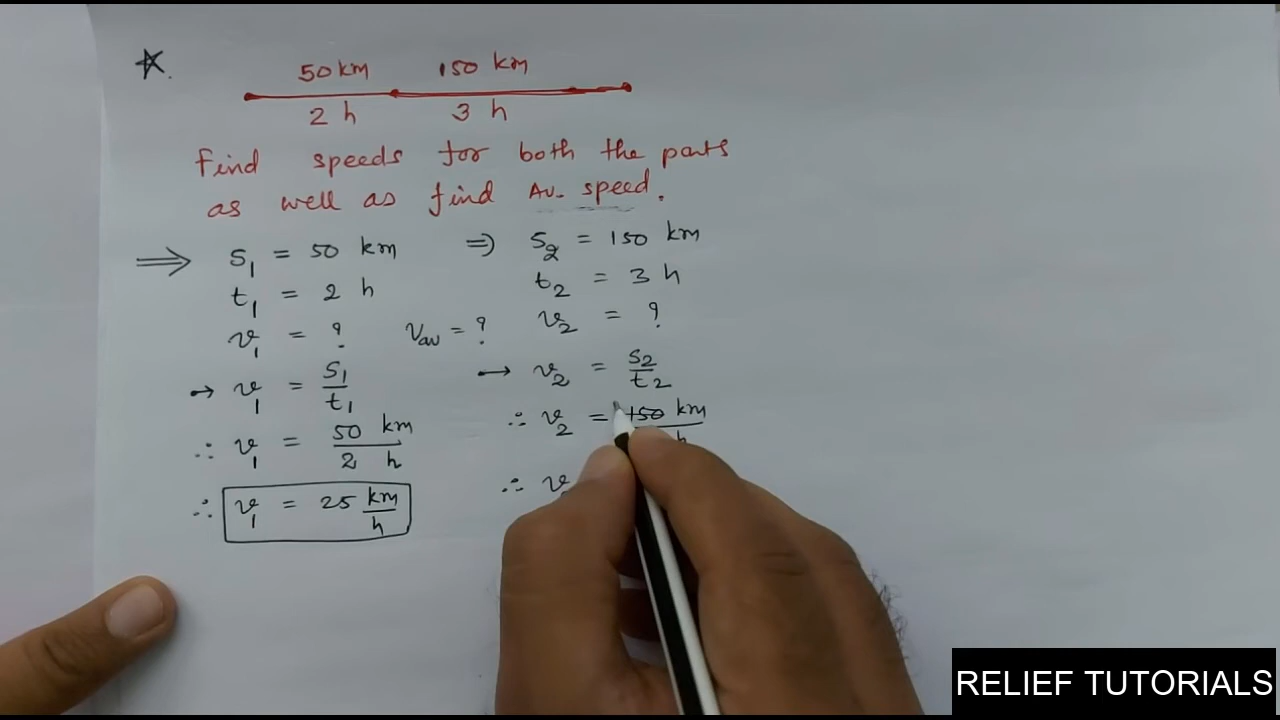 50 km 150 km
2 h 3 h
Find speeds for both the parts
as well as find Av. speed.
⇒ S₁ = 50 km ⇒ S₂ = 150 km
t₁ = 2 h t₂ = 3 h
v₁ = ? Vav = ? v₂ = ?
→ v₁ = S₁/t₁ → v₂ = S₂/t₂
∴ v₁ = 50 km / 2 h ∴ v₂ = 150 km / h
∴ v₁ = 25 km/h ∴ v
RELIEF TUTORIALS